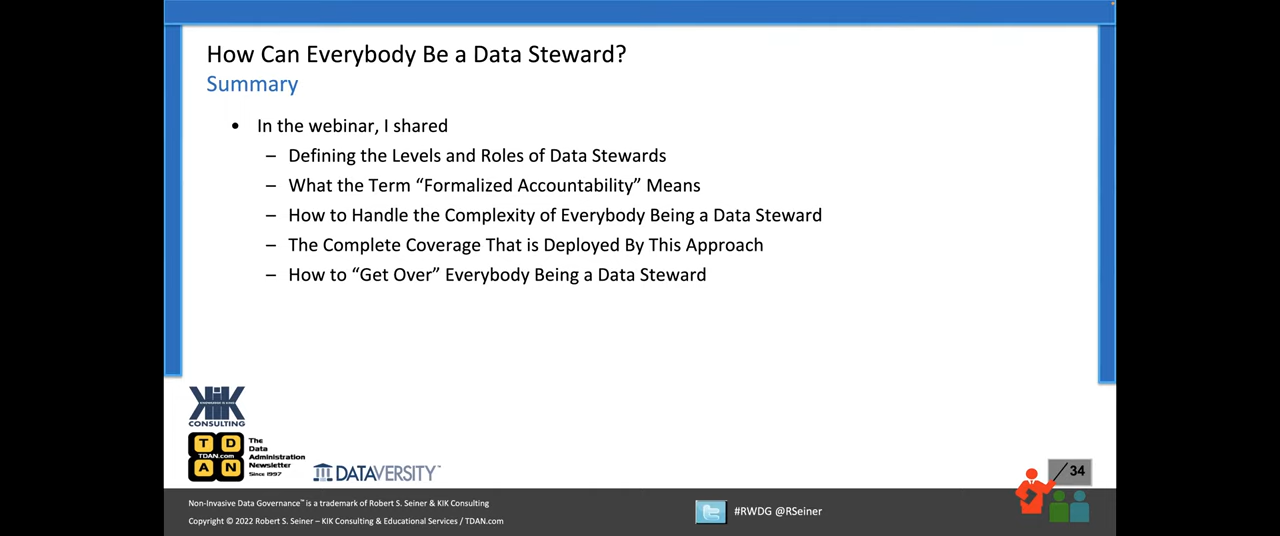 How Can Everybody Be a Data Steward?
Summary
• In the webinar, I shared
– Defining the Levels and Roles of Data Stewards
– What the Term “Formalized Accountability” Means
– How to Handle the Complexity of Everybody Being a Data Steward
– The Complete Coverage That is Deployed By This Approach
– How to “Get Over” Everybody Being a Data Steward
KIK
CONSULTING
T D
TDAN.com
A N
The
Data
Administration
Newsletter
Since 1997
DATAVERSITY™
/ 34
Non-Invasive Data Governance™ is a trademark of Robert S. Seiner & KIK Consulting
Copyright © 2022 Robert S. Seiner – KIK Consulting & Educational Services / TDAN.com
#RWDG @RSeiner